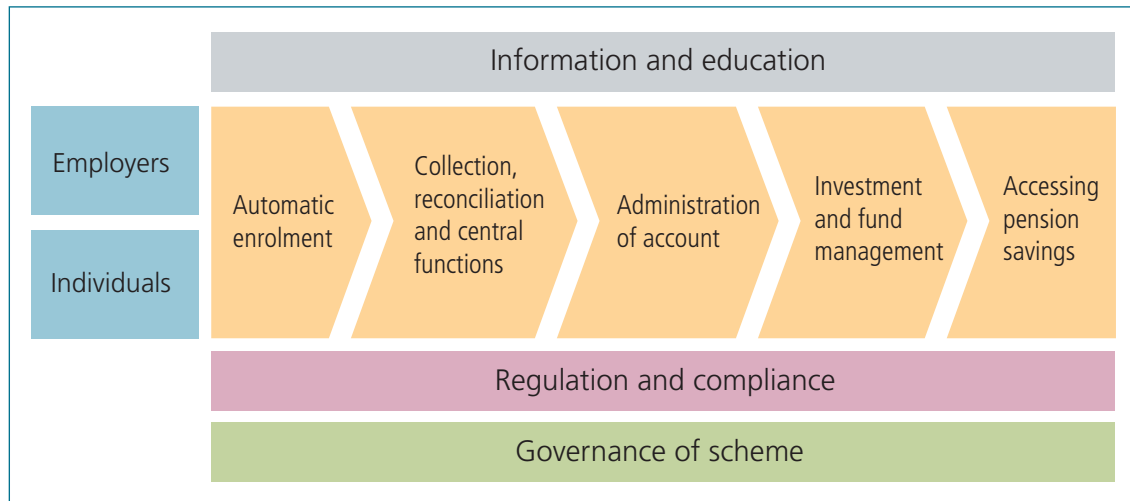 Information and education
Employers
Individuals
Automatic
enrolment
Collection,
reconciliation
and central
functions
Administration
of account
Investment
and fund
management
Accessing
pension
savings
Regulation and compliance
Governance of scheme